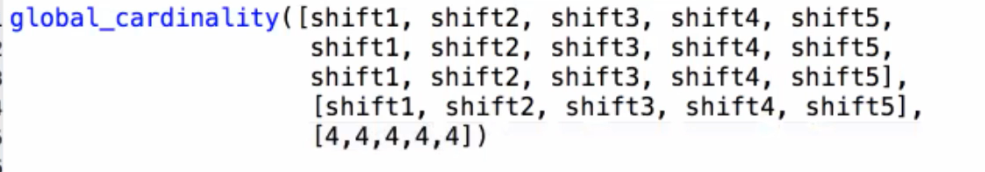 global_cardinality([shift1, shift2, shift3, shift4, shift5,
shift1, shift2, shift3, shift4, shift5,
shift1, shift2, shift3, shift4, shift5],
[shift1, shift2, shift3, shift4, shift5],
[4,4,4,4,4])